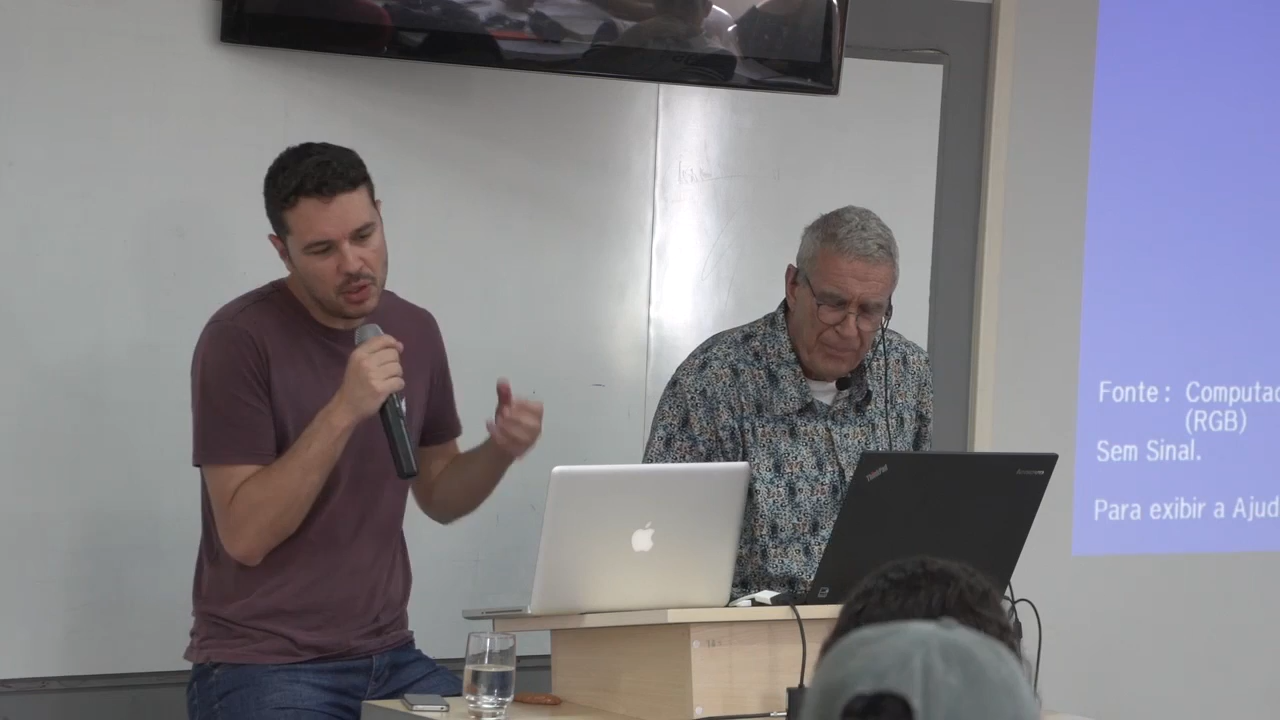 ThinkPad
lenovo
Fonte : Computad
(RGB)
Sem Sinal.
Para exibir a Ajud